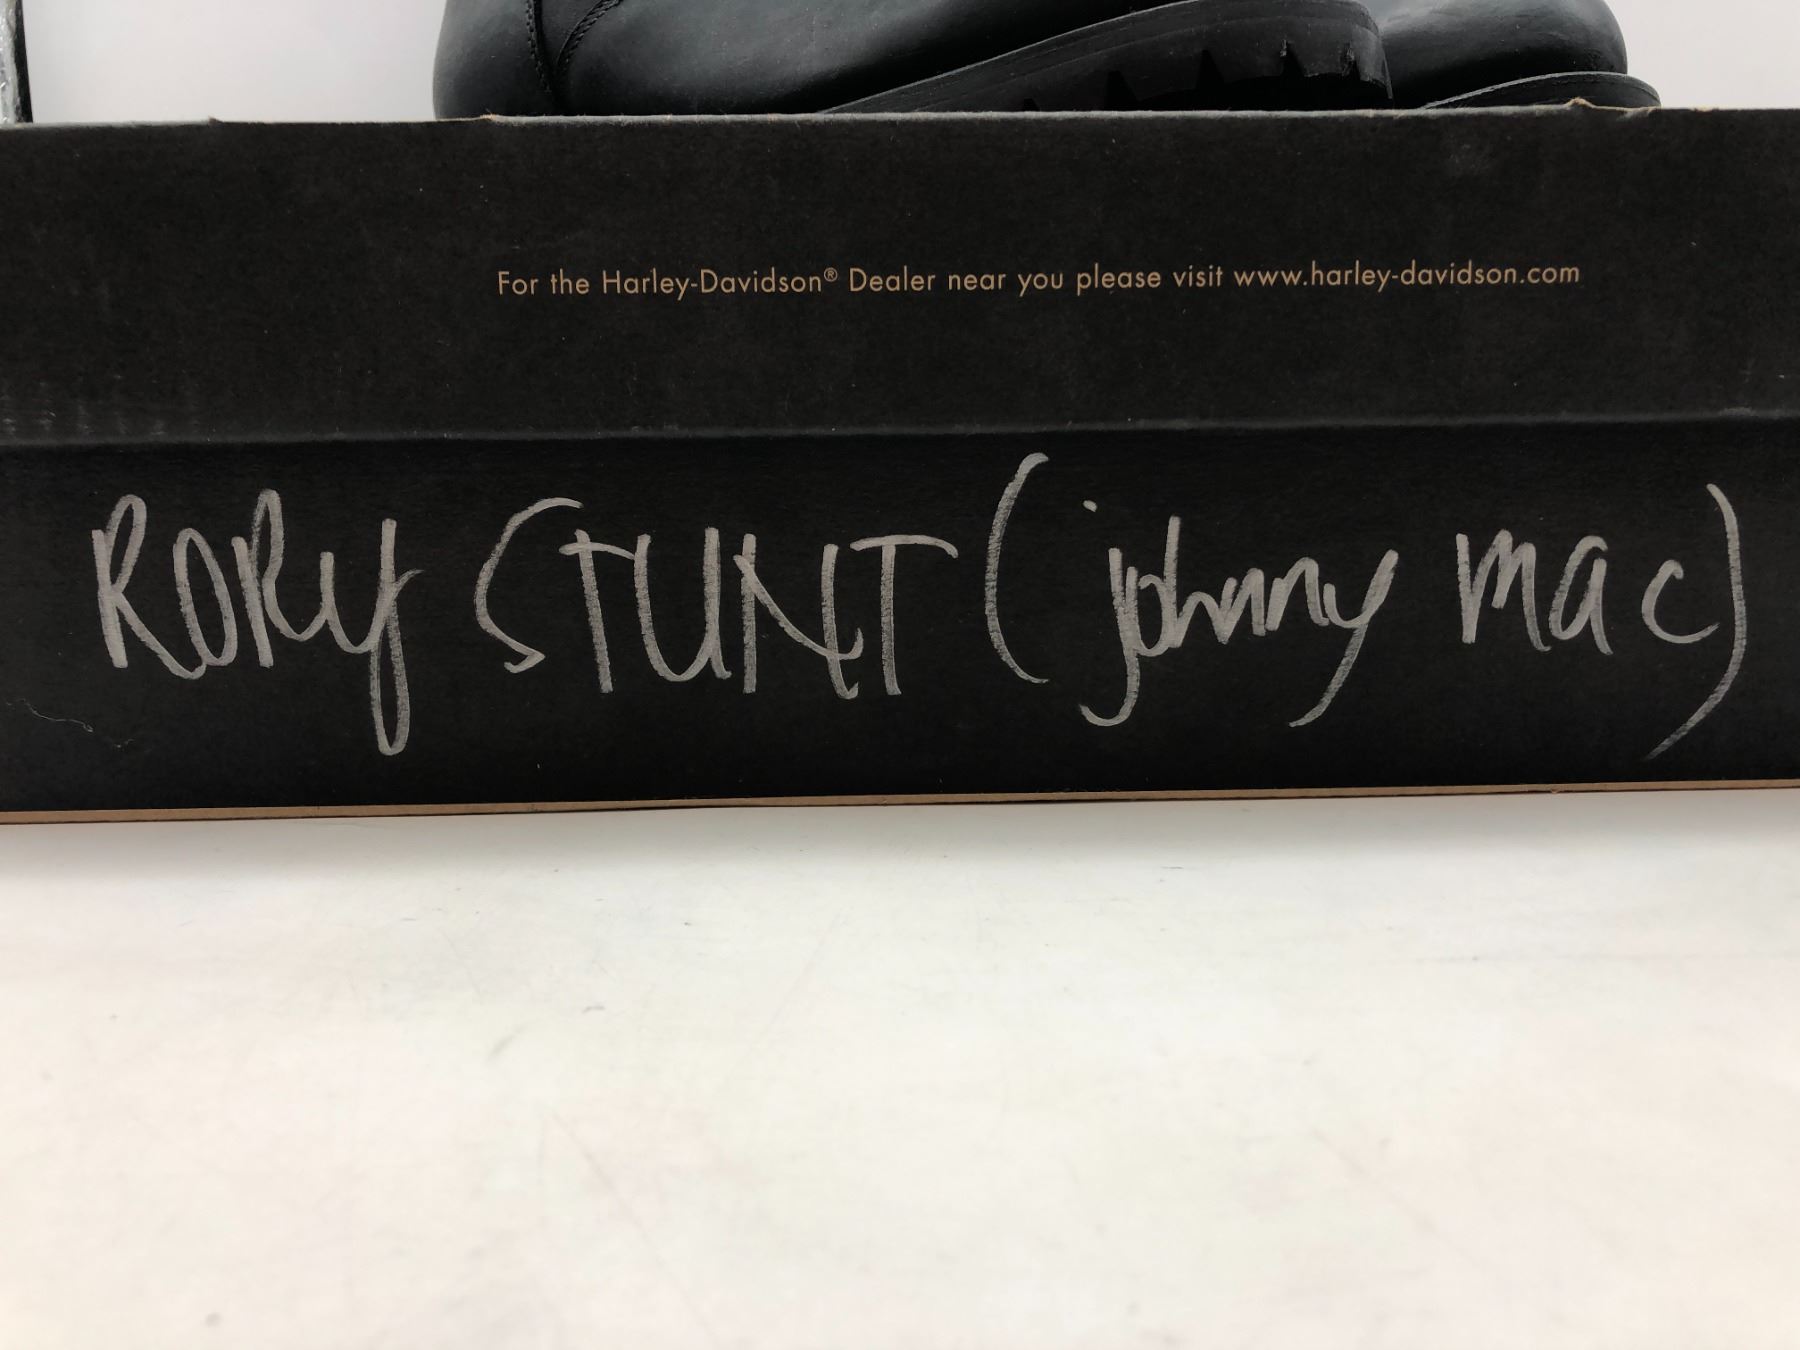 For the Harley-Davidson® Dealer near you please visit www.harley-davidson.com
RORY STUNT (johnny mac)